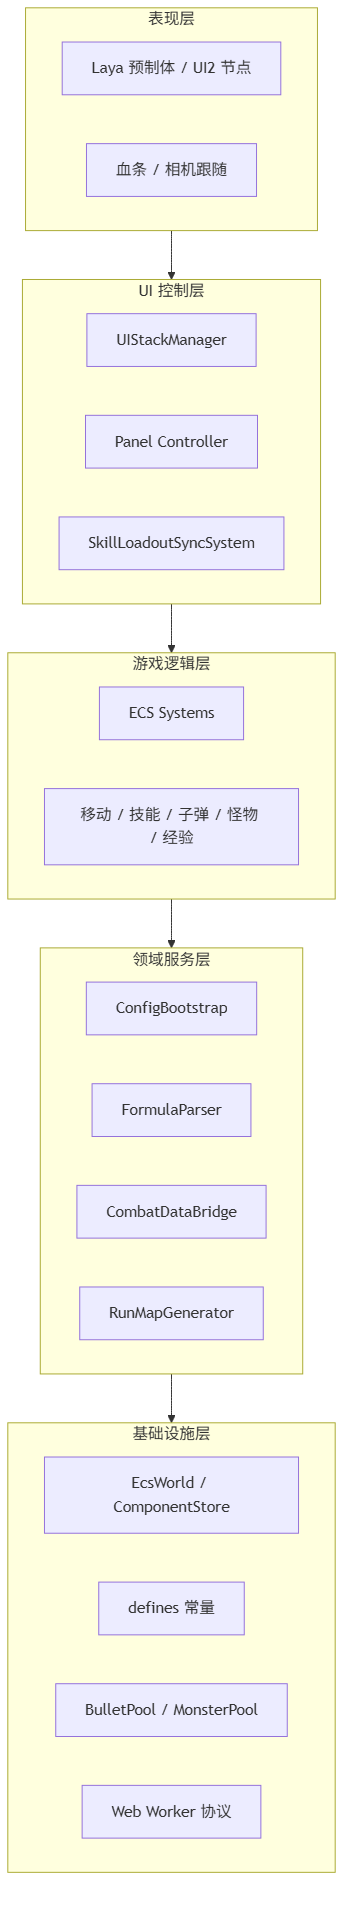 表现层
Laya 预制体 / UI2 节点
血条 / 相机跟随
UI 控制层
UIStackManager
Panel Controller
SkillLoadoutSyncSystem
游戏逻辑层
ECS Systems
移动 / 技能 / 子弹 / 怪物
/ 经验
领域服务层
ConfigBootstrap
FormulaParser
CombatDataBridge
RunMapGenerator
基础设施层
EcsWorld /
ComponentStore
defines 常量
BulletPool / MonsterPool
Web Worker 协议